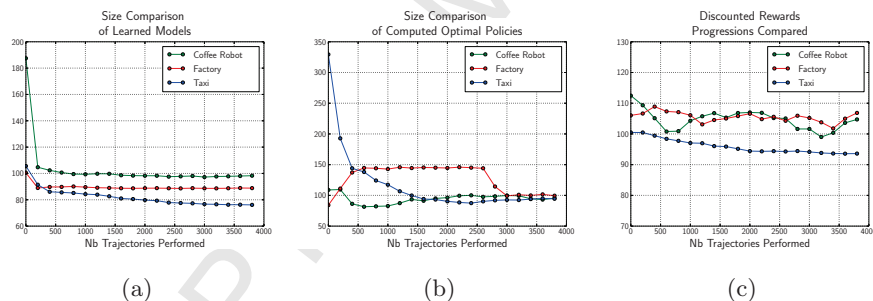 Size Comparison
of Learned Models
200
180
160
140
120
100
80
60
0 500 1000 1500 2000 2500 3000 3500 4000
Nb Trajectories Performed
Coffee Robot
Factory
Taxi
(a)
Size Comparison
of Computed Optimal Policies
350
300
250
200
150
100
50
0 500 1000 1500 2000 2500 3000 3500 4000
Nb Trajectories Performed
Coffee Robot
Factory
Taxi
(b)
Discounted Rewards
Progressions Compared
130
120
110
100
90
80
70
0 500 1000 1500 2000 2500 3000 3500 4000
Nb Trajectories Performed
Coffee Robot
Factory
Taxi
(c)